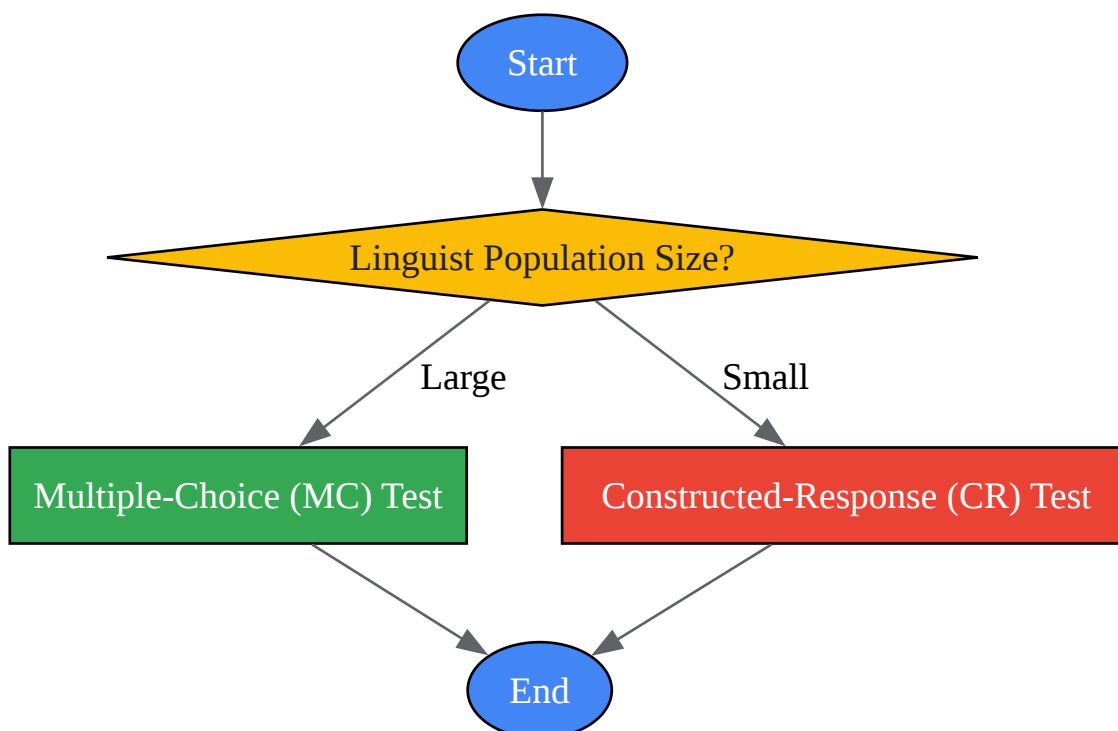 Start
Linguist Population Size?
Large
Small
Multiple-Choice (MC) Test
Constructed-Response (CR) Test
End